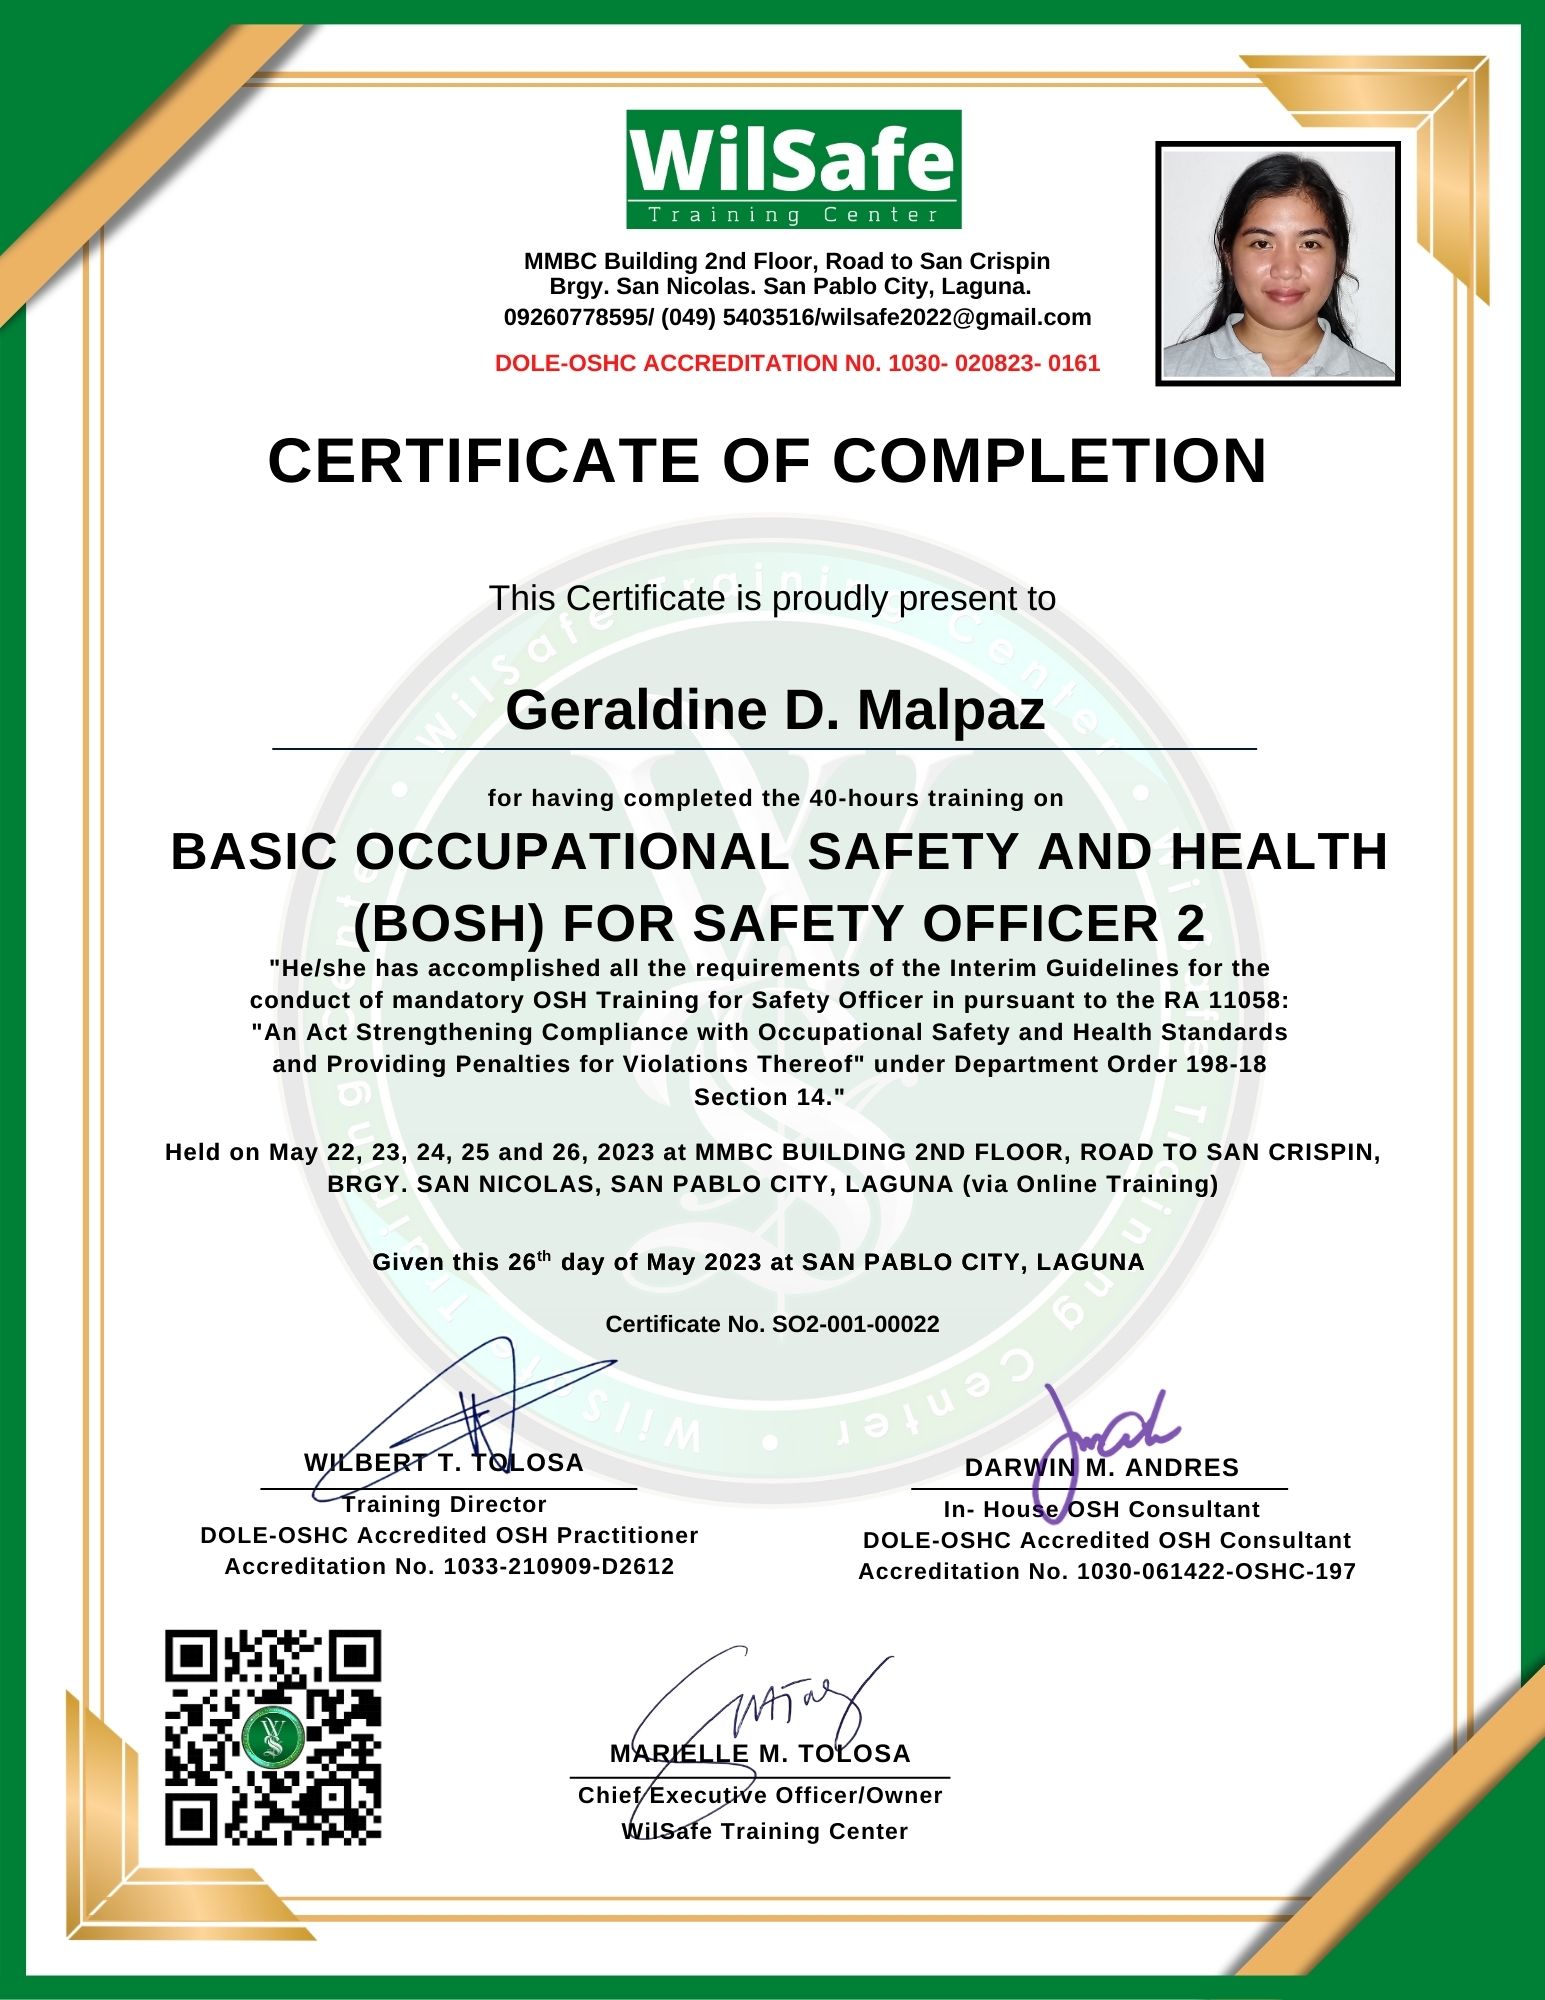 WilSafe
Training Center
MMBC Building 2nd Floor, Road to San Crispin
Brgy. San Nicolas. San Pablo City, Laguna.
09260778595/ (049) 5403516/wilsafe2022@gmail.com
DOLE-OSHC ACCREDITATION N0. 1030- 020823- 0161
CERTIFICATE OF COMPLETION
This Certificate is proudly present to
Geraldine D. Malpaz
for having completed the 40-hours training on
BASIC OCCUPATIONAL SAFETY AND HEALTH
(BOSH) FOR SAFETY OFFICER 2
"He/she has accomplished all the requirements of the Interim Guidelines for the
conduct of mandatory OSH Training for Safety Officer in pursuant to the RA 11058:
"An Act Strengthening Compliance with Occupational Safety and Health Standards
and Providing Penalties for Violations Thereof" under Department Order 198-18
Section 14."
Held on May 22, 23, 24, 25 and 26, 2023 at MMBC BUILDING 2ND FLOOR, ROAD TO SAN CRISPIN,
BRGY. SAN NICOLAS, SAN PABLO CITY, LAGUNA (via Online Training)
Given this 26th day of May 2023 at SAN PABLO CITY, LAGUNA
Certificate No. SO2-001-00022
WILBERT T. TOLOSA
Training Director
DOLE-OSHC Accredited OSH Practitioner
Accreditation No. 1033-210909-D2612
DARWIN M. ANDRES
In- House OSH Consultant
DOLE-OSHC Accredited OSH Consultant
Accreditation No. 1030-061422-OSHC-197
MARIELLE M. TOLOSA
Chief Executive Officer/Owner
WilSafe Training Center
WilSafe Training Center • WilSafe Training Center • WilSafe Training Center •